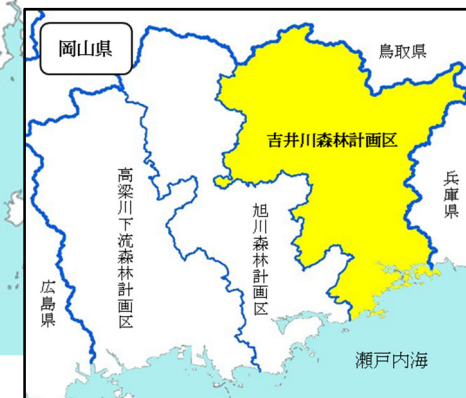 岡山県
鳥取県
吉井川森林計画区
兵庫県
高梁川下流森林計画区
旭川森林計画区
広島県
瀬戸内海